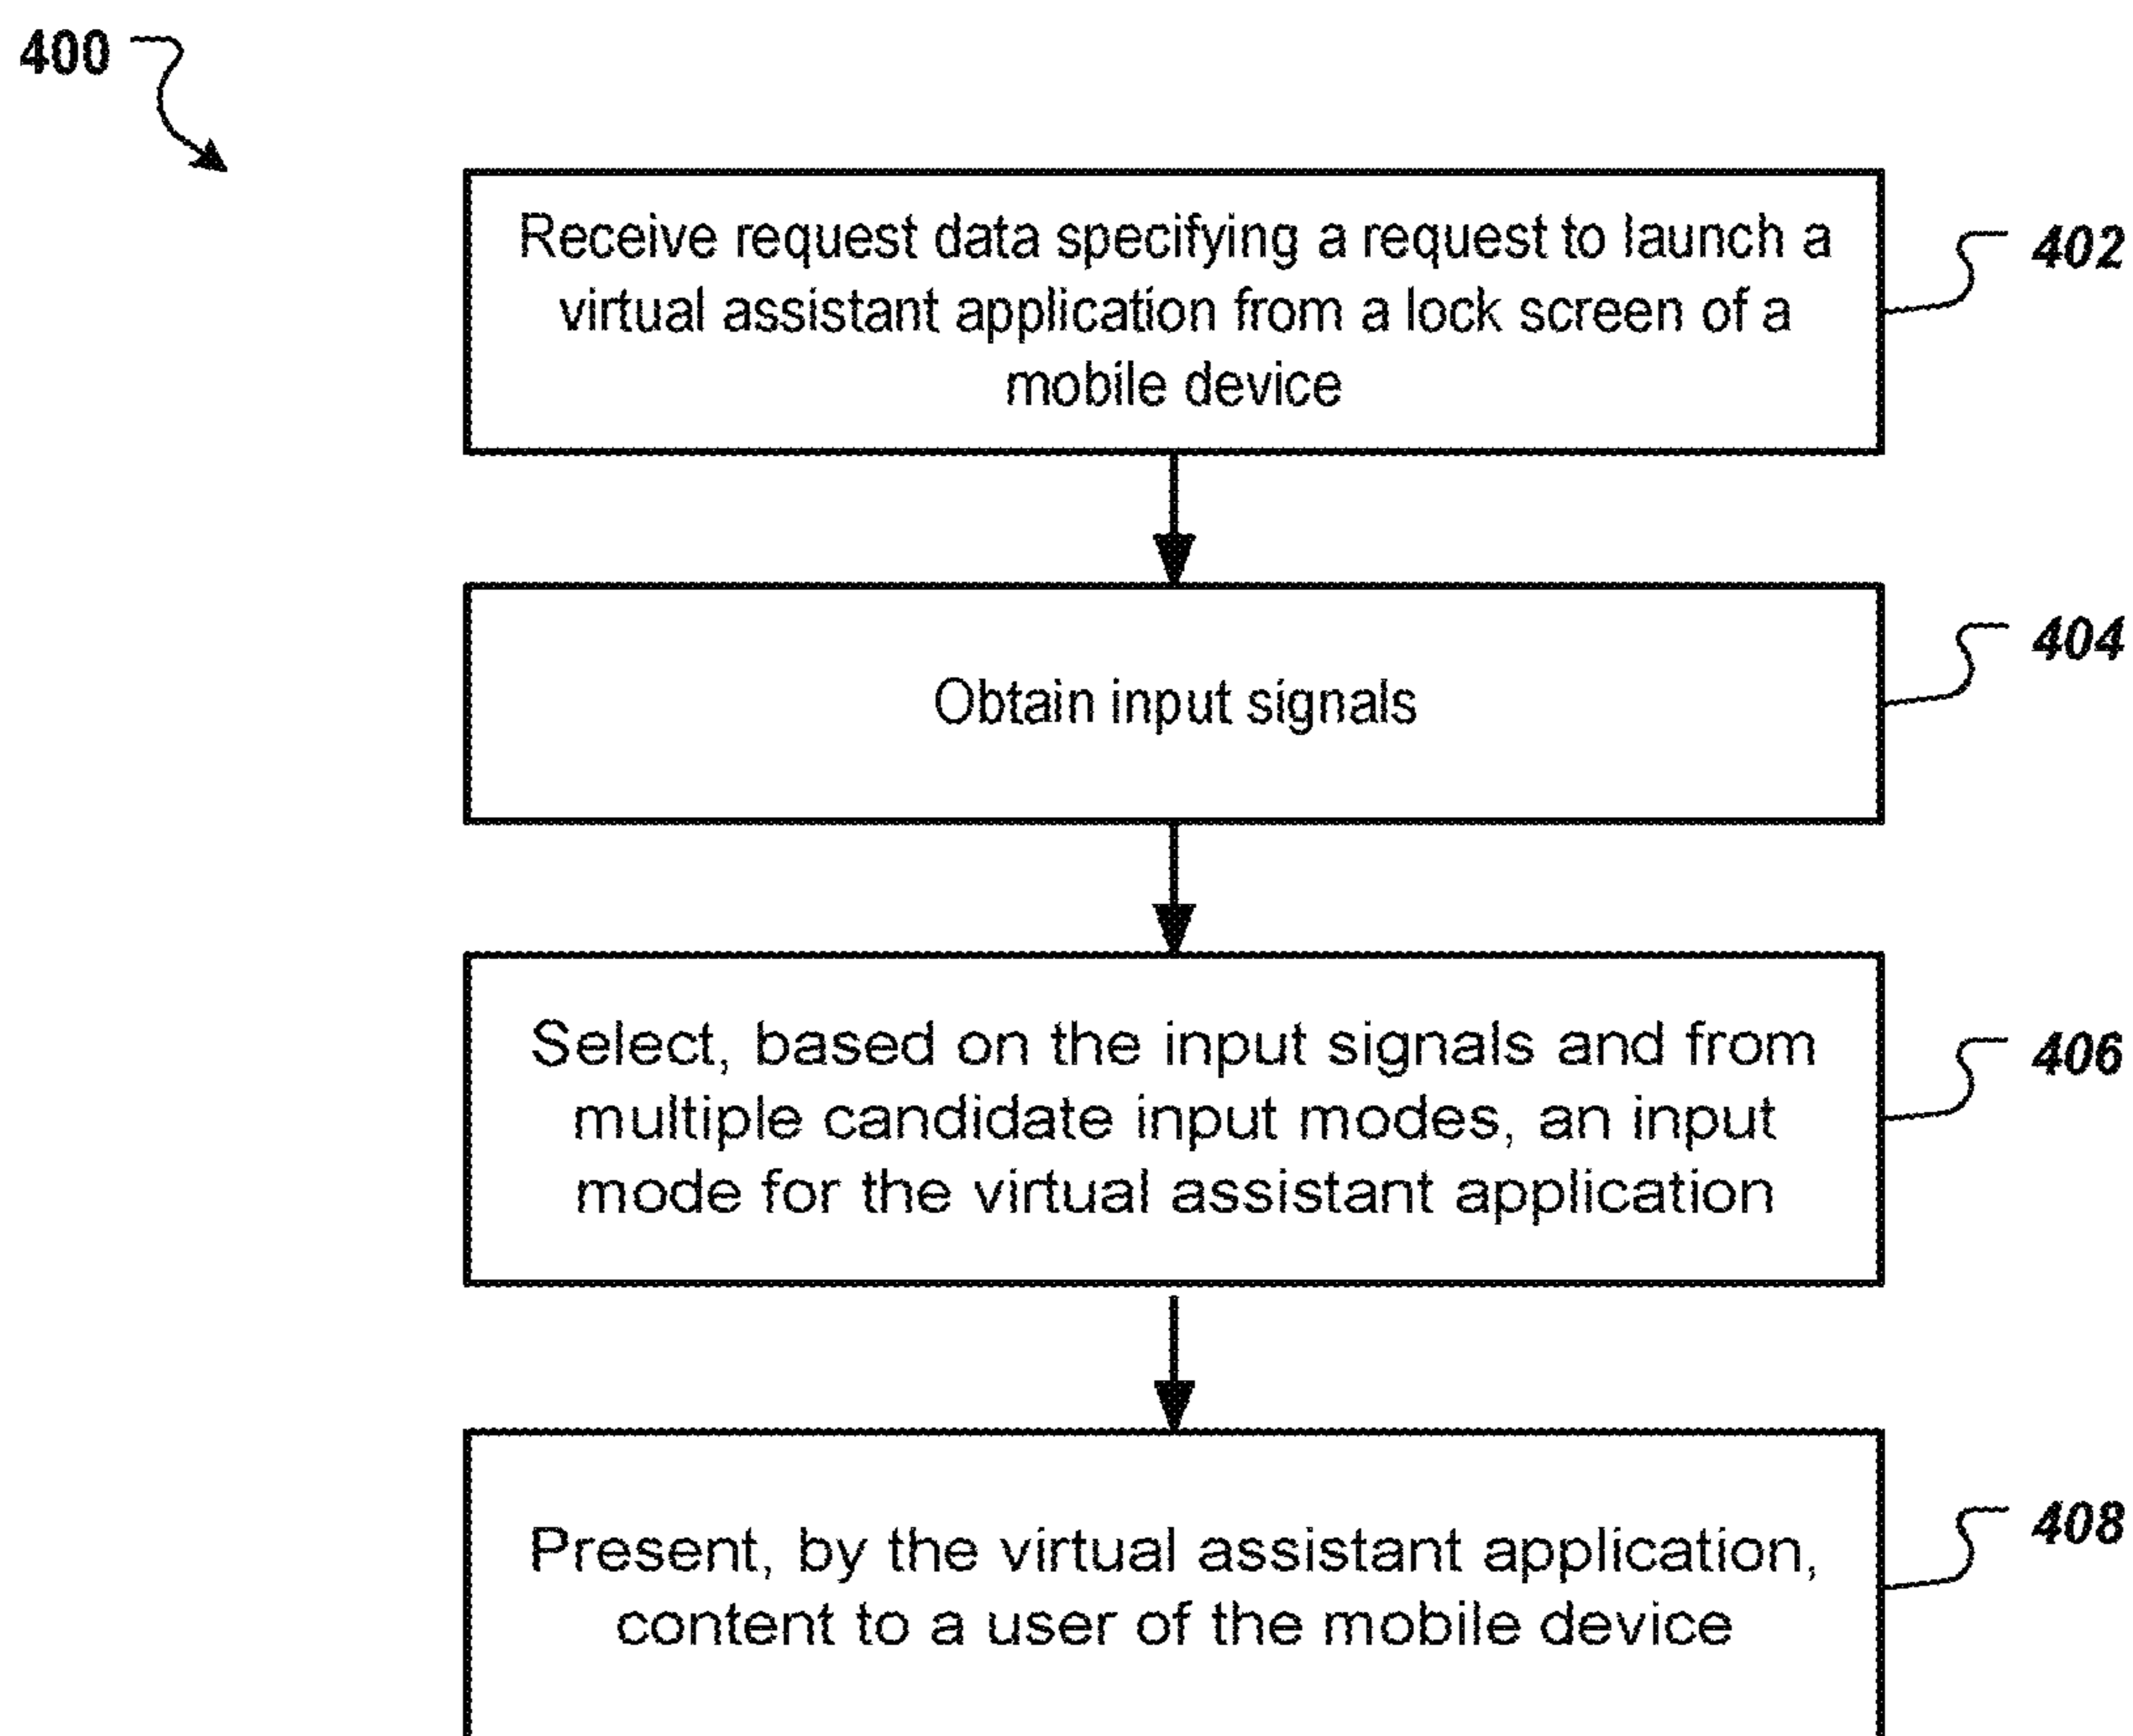 400
Receive request data specifying a request to launch a
virtual assistant application from a lock screen of a
mobile device
402
Obtain input signals
404
Select, based on the input signals and from
multiple candidate input modes, an input
mode for the virtual assistant application
406
Present, by the virtual assistant application,
content to a user of the mobile device
408